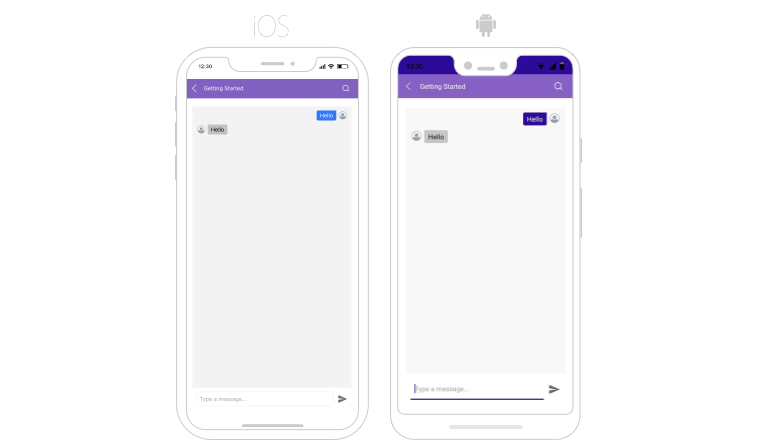 iOS
12:30
Getting Started
Hello
Hello
Type a message...
12:30
Getting Started
Hello
Hello
Type a message...